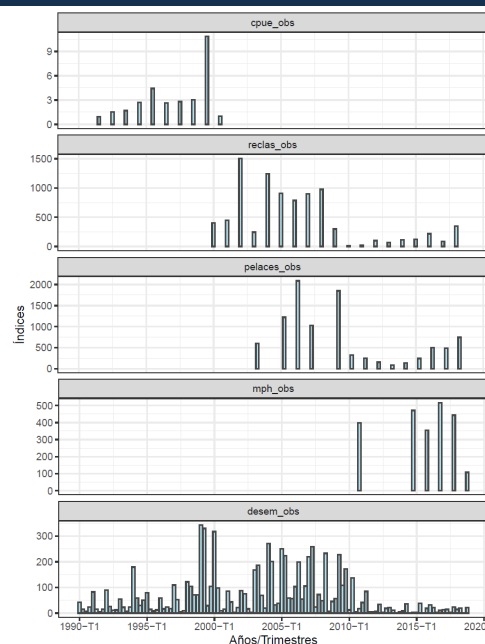 cpue_obs
9
6
3
0
reclas_obs
1500
1000
500
0
pelaces_obs
2000
1500
1000
500
0
mph_obs
500
400
300
200
100
0
desem_obs
300
200
100
0
Índices
1990-T1 1995-T1 2000-T1 2005-T1 2010-T1 2015-T1 2020
Años/Trimestres